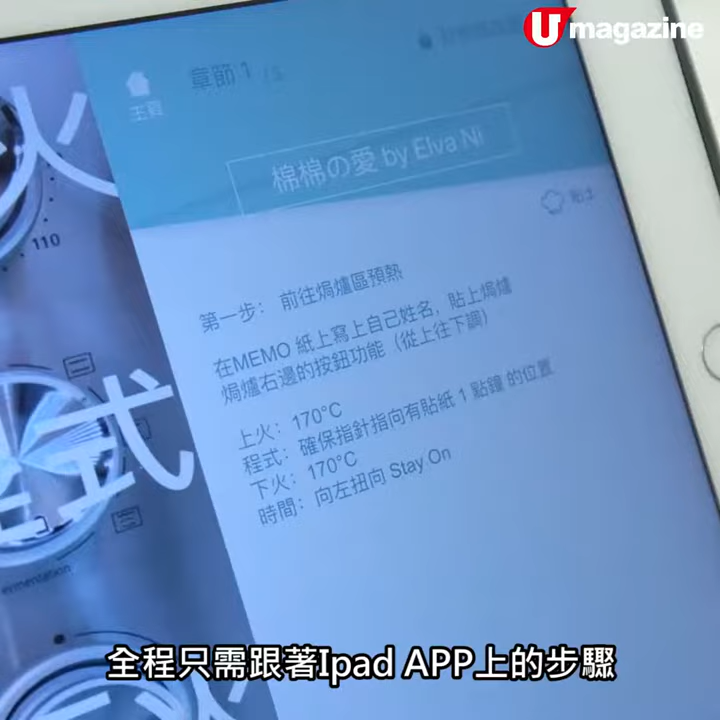 U magazine
章節 1
主頁
棉棉の愛 by Elva Ni
貼士
火
110
第一步: 前往焗爐區預熱
在MEMO 紙上寫上自己姓名, 貼上焗爐
焗爐右邊的按鈕功能 (從上往下調)
上火: 170°C
程式: 確保指針指向有貼紙 1 點鐘 的位置
下火: 170°C
時間: 向左扭向 Stay On
程式
全程只需跟著Ipad APP上的步驟